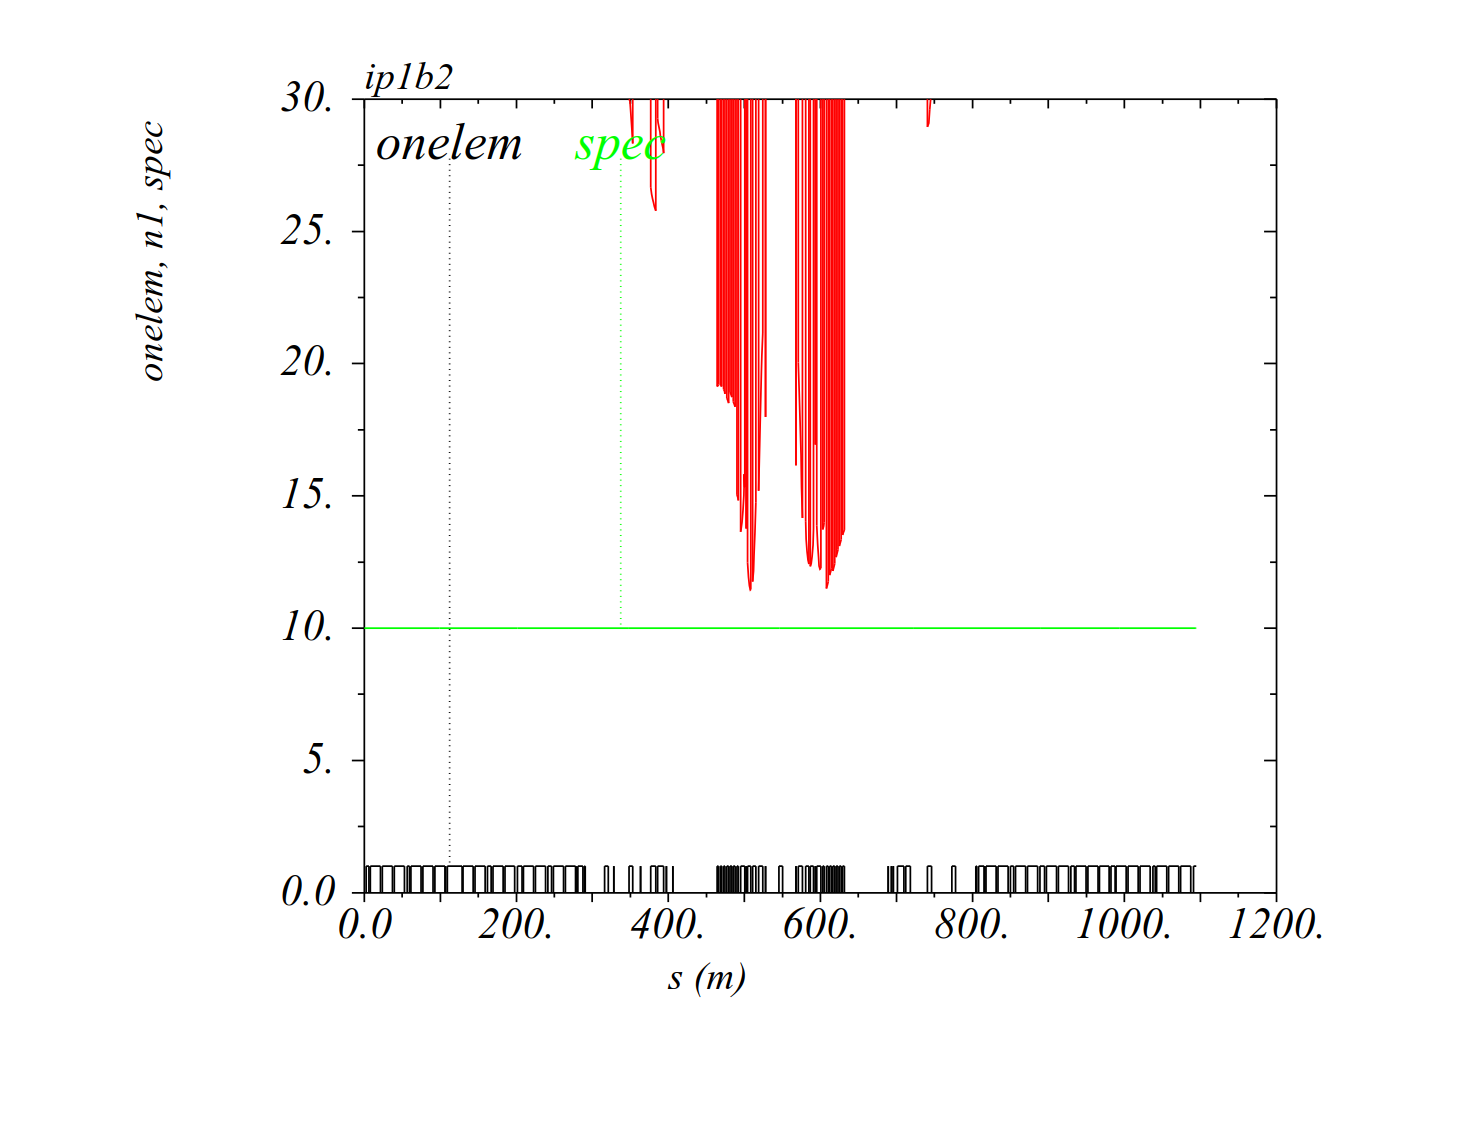 ip1b2
onelem, n1, spec
onelem spec
30.
25.
20.
15.
10.
5.
0.0
0.0 200. 400. 600. 800. 1000. 1200.
s (m)